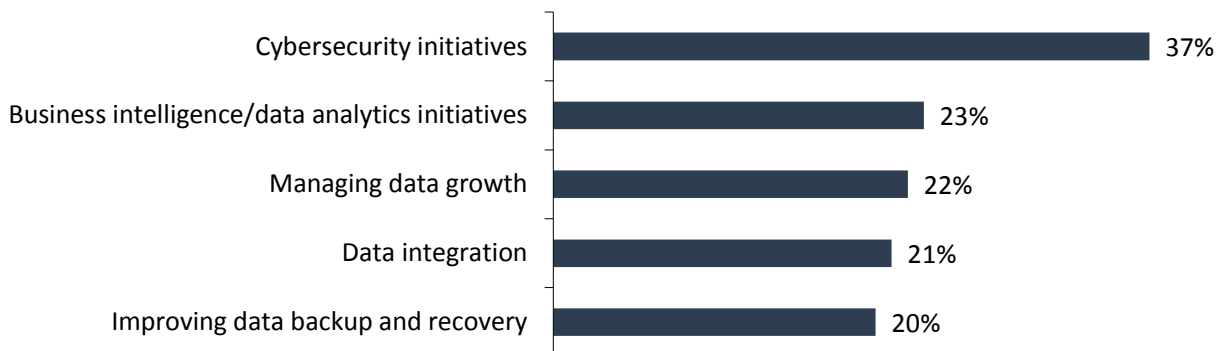 Cybersecurity initiatives 37%
Business intelligence/data analytics initiatives 23%
Managing data growth 22%
Data integration 21%
Improving data backup and recovery 20%